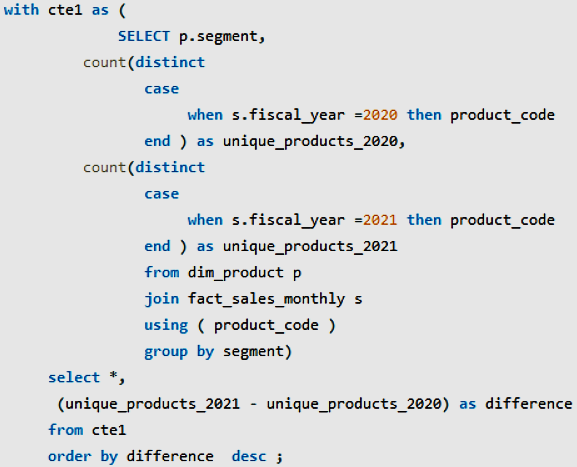 with cte1 as (
SELECT p.segment,
count(distinct
case
when s.fiscal_year =2020 then product_code
end ) as unique_products_2020,
count(distinct
case
when s.fiscal_year =2021 then product_code
end ) as unique_products_2021
from dim_product p
join fact_sales_monthly s
using ( product_code )
group by segment)
select *,
(unique_products_2021 - unique_products_2020) as difference
from cte1
order by difference  desc ;